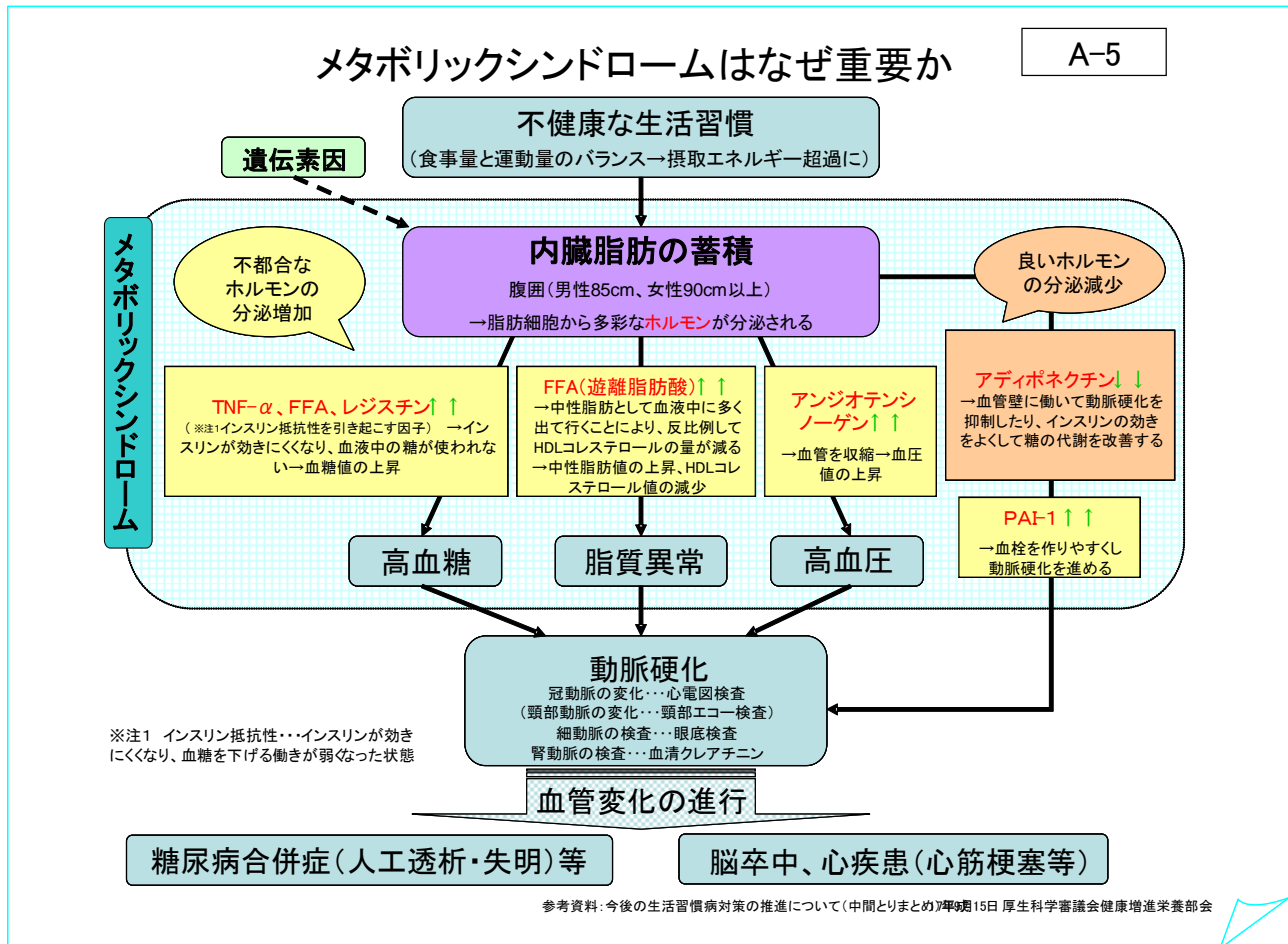 メタボリックシンドロームはなぜ重要か
A-5
不健康な生活習慣
(食事量と運動量のバランス→摂取エネルギー超過に)
遺伝素因
メタボリックシンドローム
不都合な
ホルモンの
分泌増加
内臓脂肪の蓄積
腹囲(男性85cm、女性90cm以上)
→脂肪細胞から多彩なホルモンが分泌される
良いホルモン
の分泌減少
TNF-α、FFA、レジスチン↑ ↑
(※注1インスリン抵抗性を引き起こす因子) →イン
スリンが効きにくくなり、血液中の糖が使われな
い→血糖値の上昇
FFA(遊離脂肪酸)↑ ↑
→中性脂肪として血液中に多く
出て行くことにより、反比例して
HDLコレステロールの量が減る
→中性脂肪値の上昇、HDLコレ
ステロール値の減少
アンジオテンシ
ノーゲン↑ ↑
→血管を収縮→血圧
値の上昇
アディポネクチン↓ ↓
→血管壁に働いて動脈硬化を
抑制したり、インスリンの効き
をよくして糖の代謝を改善する
PAI-1 ↑ ↑
→血栓を作りやすくし
動脈硬化を進める
高血糖
脂質異常
高血圧
動脈硬化
冠動脈の変化･･･心電図検査
(頸部動脈の変化･･･頸部エコー検査)
細動脈の検査･･･眼底検査
腎動脈の検査･･･血清クレアチニン
※注1 インスリン抵抗性･･･インスリンが効き
にくくなり、血糖を下げる働きが弱くなった状態
血管変化の進行
糖尿病合併症(人工透析・失明)等
脳卒中、心疾患(心筋梗塞等)
参考資料:今後の生活習慣病対策の推進について(中間とりまとめ) 15日 厚生科学審議会健康増進栄養部会